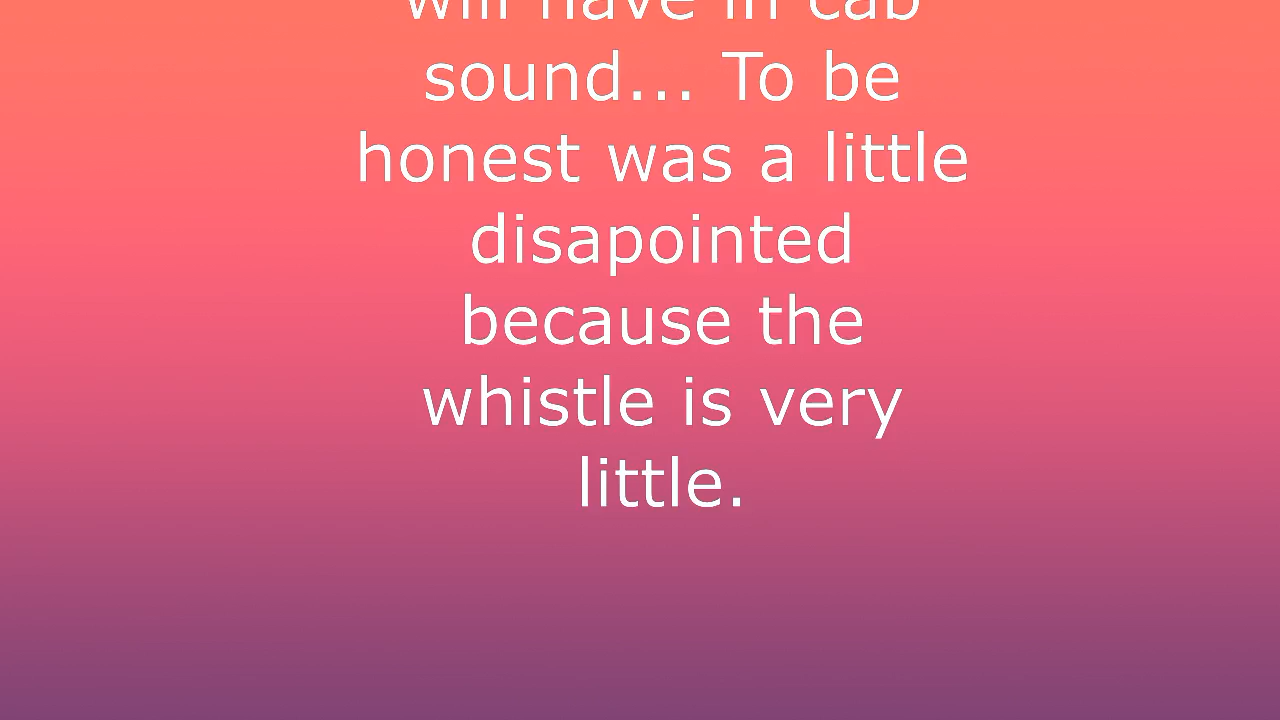 will have in cab
sound... To be
honest was a little
disapointed
because the
whistle is very
little.